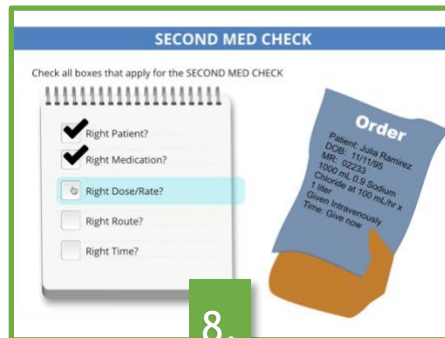 SECOND MED CHECK
Check all boxes that apply for the SECOND MED CHECK
Right Patient?
Right Medication?
Right Dose/Rate?
Right Route?
Right Time?
Order
Patient: Julia Ramirez
DOB: 11/11/95
MR: 02233
1000 mL 0.9 Sodium
Chloride at 100 mL/hr x
1 liter
Given Intravenously
Time: Give now
8.